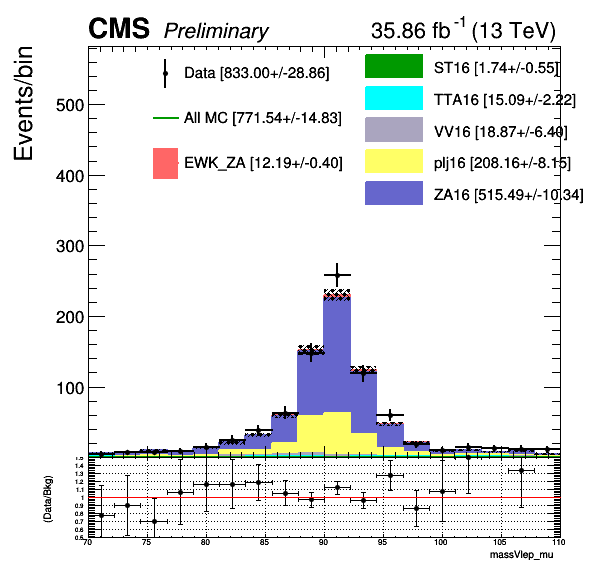 CMS Preliminary 35.86 fb-1 (13 TeV)
Events/bin
500
400
300
200
100
Data [833.00+/-28.86]
All MC [771.54+/-14.83]
EWK_ZA [12.19+/-0.40]
ST16 [1.74+/-0.55]
TTA16 [15.09+/-2.22]
VV16 [18.87+/-6.40]
plj16 [208.16+/-8.15]
ZA16 [515.49+/-10.34]
(Data/Bkg)
1.5
1.4
1.3
1.2
1.1
1
0.9
0.8
0.7
0.6
0.5
70 75 80 85 90 95 100 105 110
massVlep_mu